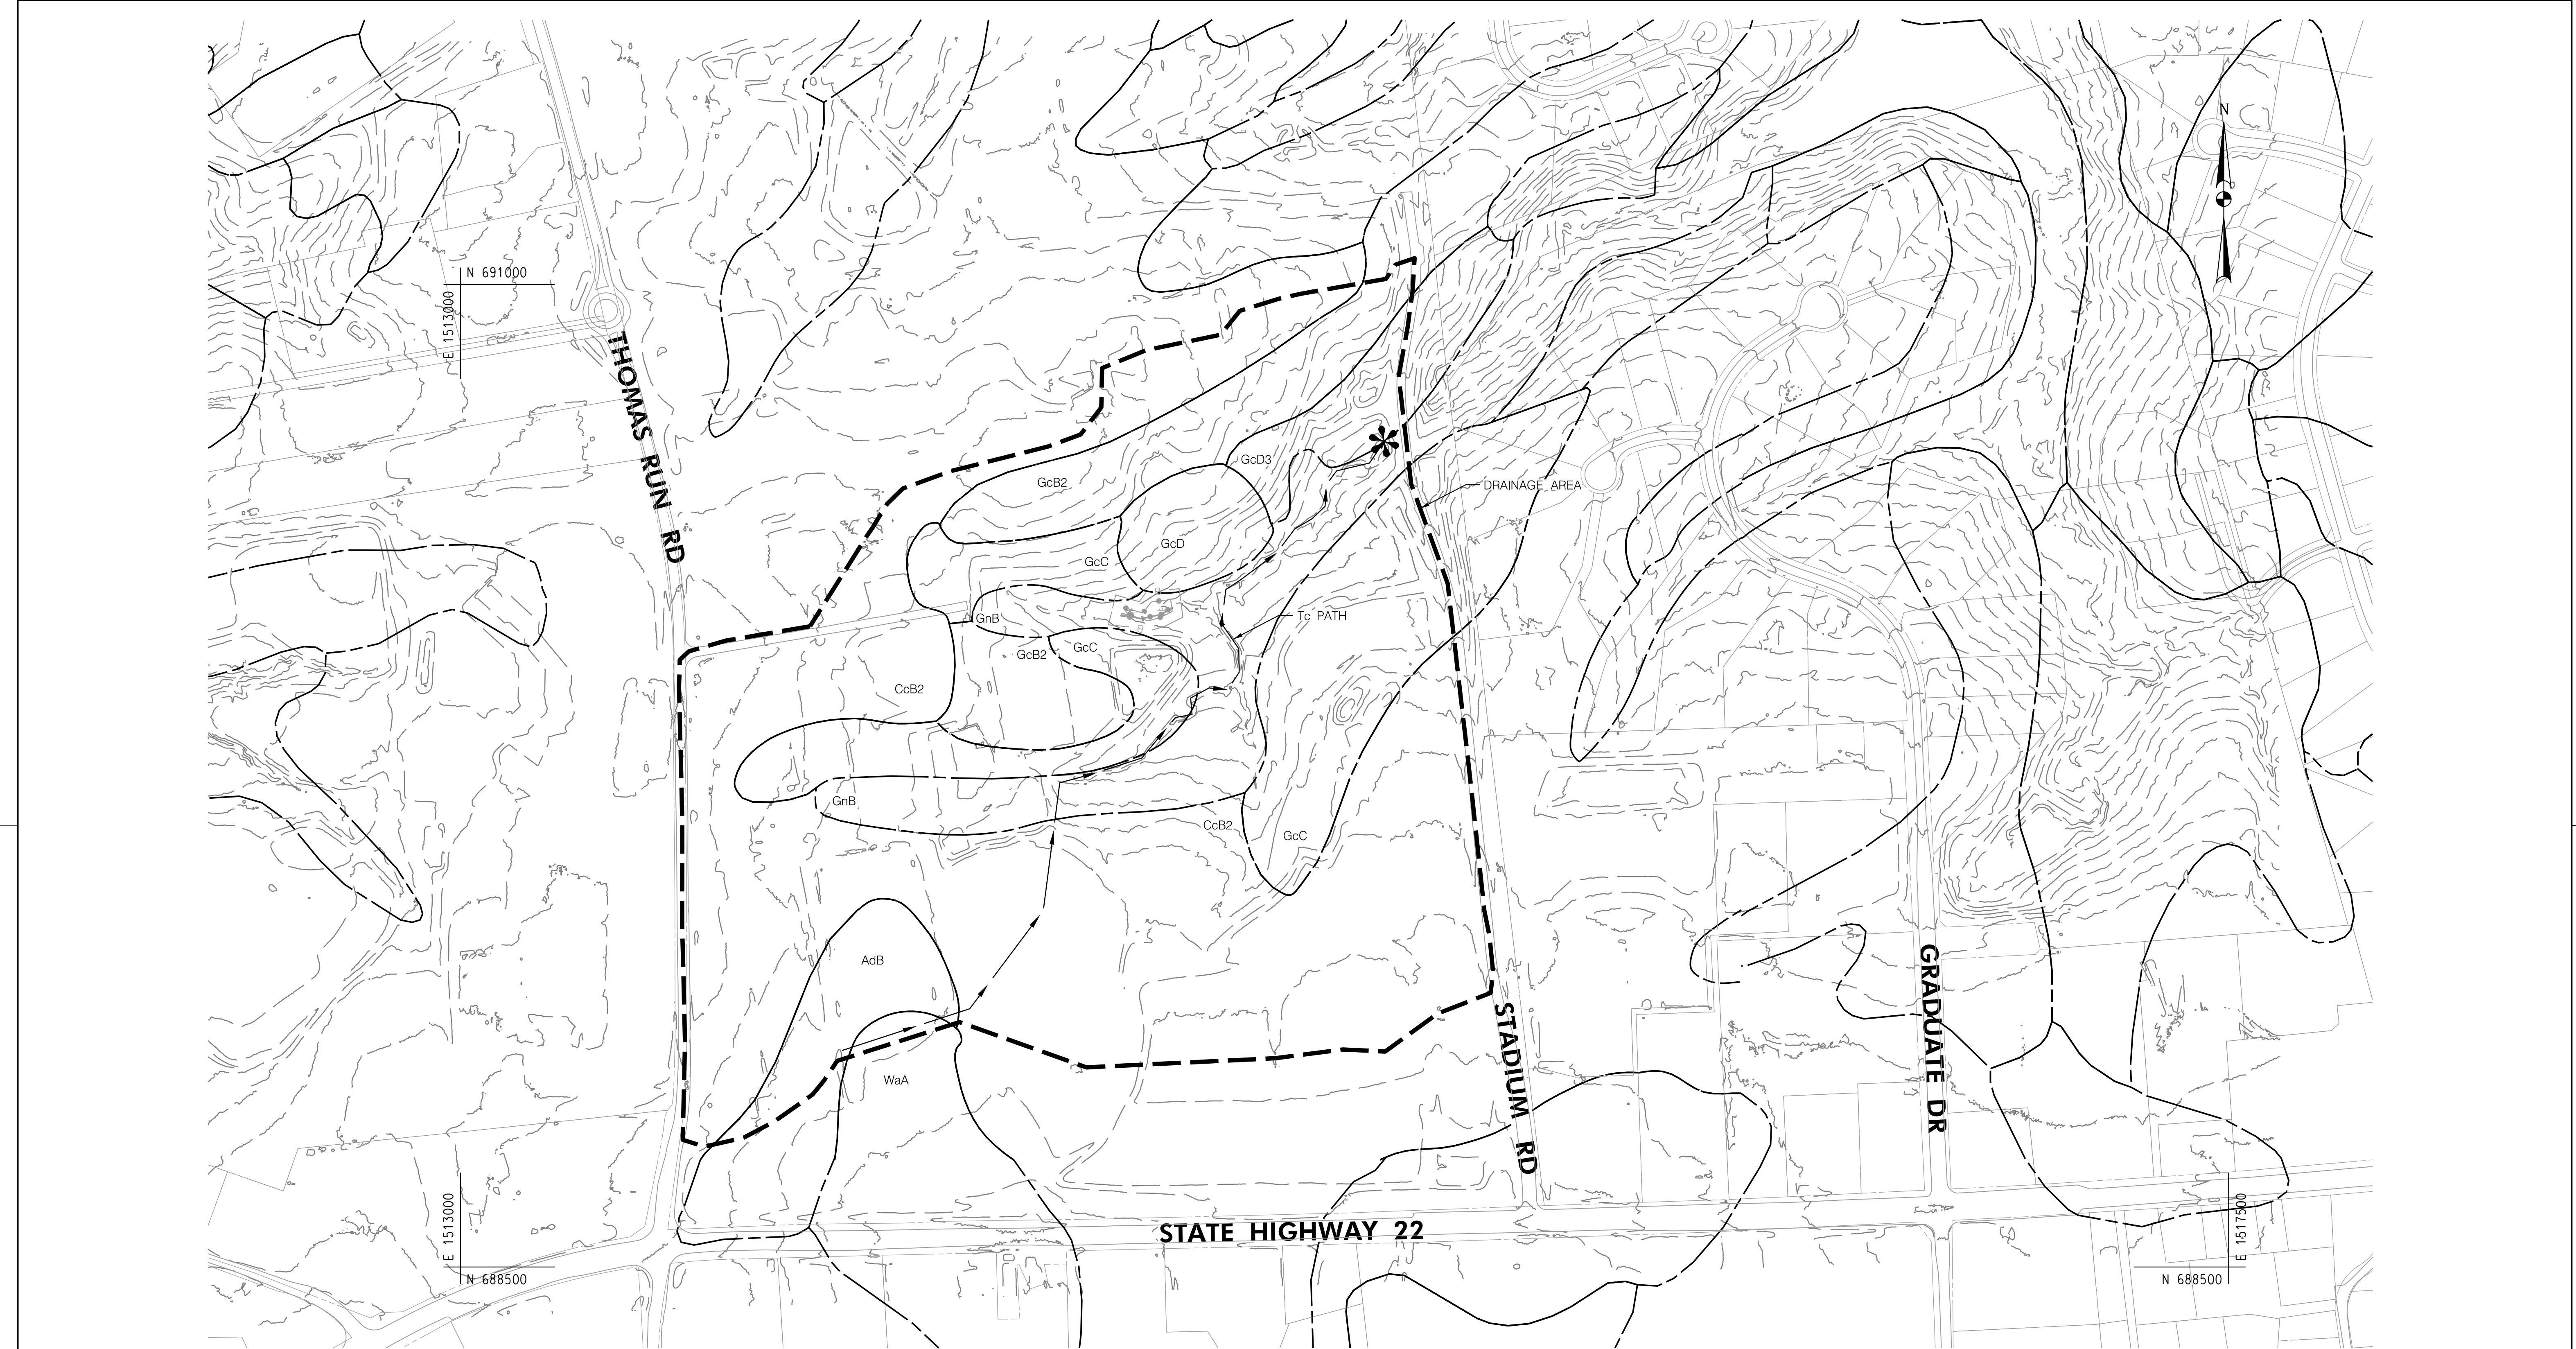 N
N 691000
E 1513000
THOMAS RUN RD
GcD3
GcB2
DRAINAGE AREA
GcD
GcC
GnB
Tc PATH
GcB2
GcC
CcB2
GnB
CcB2
GcC
AdB
WaA
STADIUM RD
GRADUATE DR
STATE HIGHWAY 22
E 1513000
N 688500
E 1517500
N 688500